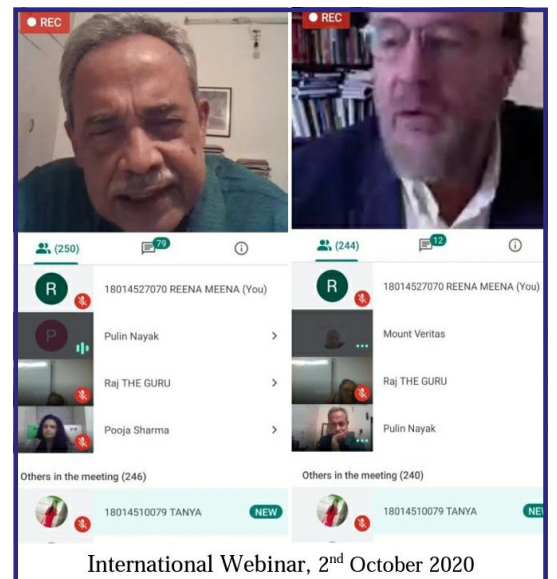 REC
(250)
79
R
18014527070 REENA MEENA (You)
P
Pulin Nayak
Raj THE GURU
Pooja Sharma
Others in the meeting (246)
18014510079 TANYA
NEW
REC
(244)
12
R
18014527070 REENA MEENA (You)
Mount Veritas
Raj THE GURU
Pulin Nayak
Others in the meeting (240)
18014510079 TANYA
NE
International Webinar, 2nd October 2020